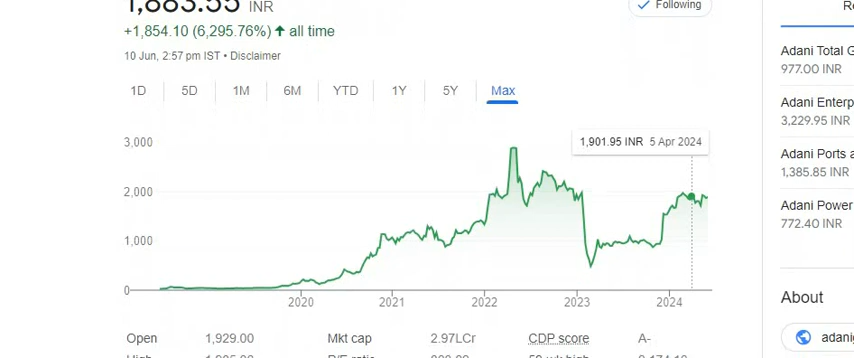 1,883.55 INR
Following
+1,854.10 (6,295.76%) ↑ all time
10 Jun, 2:57 pm IST • Disclaimer
1D 5D 1M 6M YTD 1Y 5Y Max
1,901.95 INR 5 Apr 2024
3,000
2,000
1,000
0
2020 2021 2022 2023 2024
Open 1,929.00 Mkt cap 2.97LCr CDP score A-
Adani Total G
977.00 INR
Adani Enterp
3,229.95 INR
Adani Ports a
1,385.85 INR
Adani Power
772.40 INR
About
adani